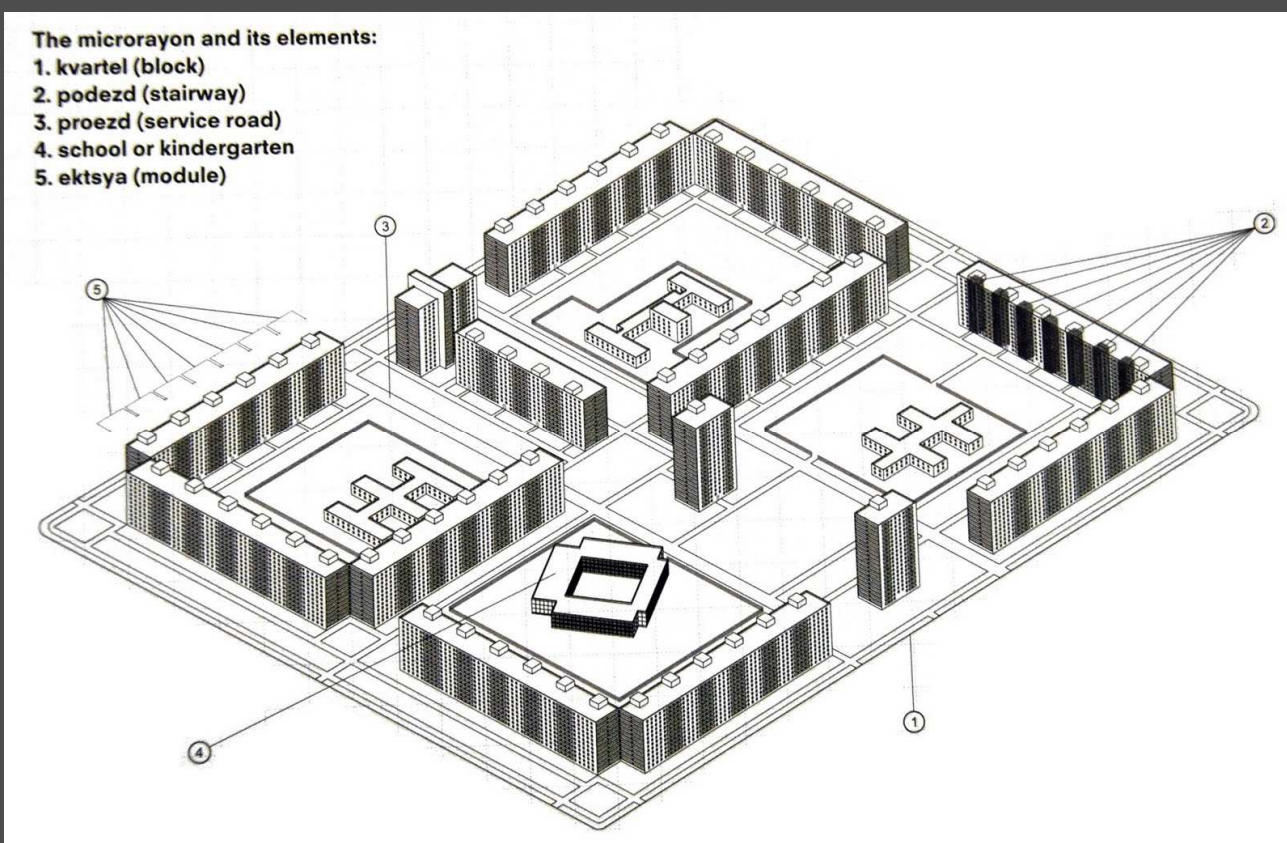 The microrayon and its elements:
1. kvartel (block)
2. podezd (stairway)
3. proezd (service road)
4. school or kindergarten
5. ektsya (module)
3
2
5
1
4